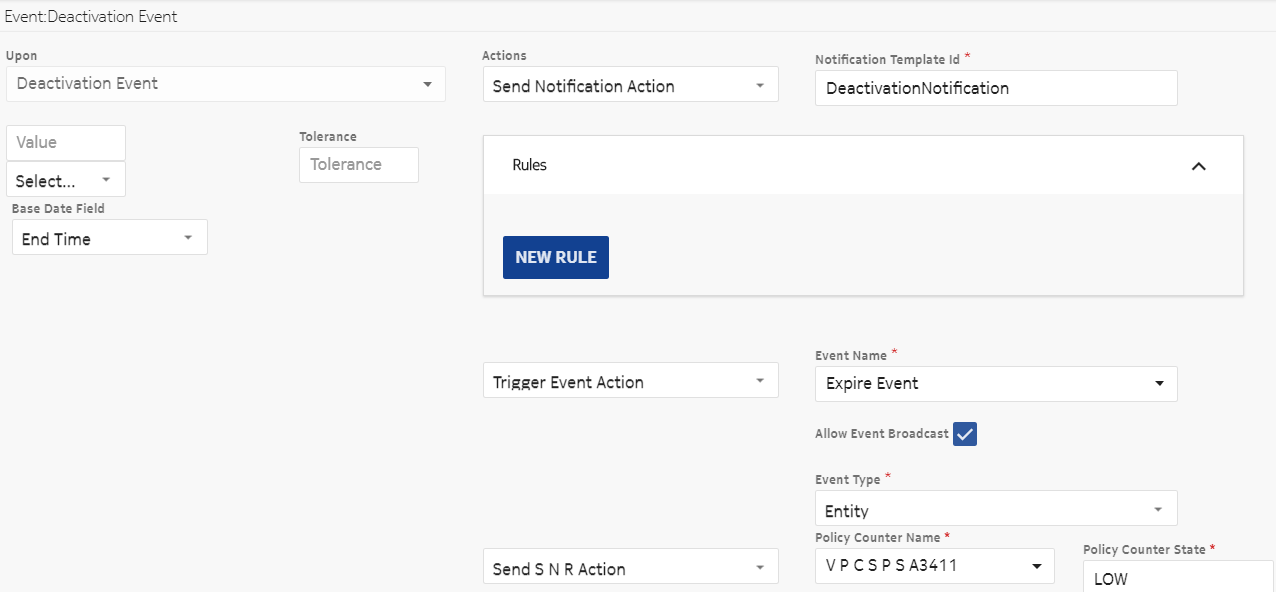 Event:Deactivation Event
Upon
Deactivation Event
Actions
Send Notification Action
Notification Template Id *
DeactivationNotification
Value
Select...
Tolerance
Tolerance
Base Date Field
End Time
Rules
NEW RULE
Trigger Event Action
Event Name *
Expire Event
Allow Event Broadcast
Event Type *
Entity
Send S N R Action
Policy Counter Name *
V P C S P S A3411
Policy Counter State *
LOW